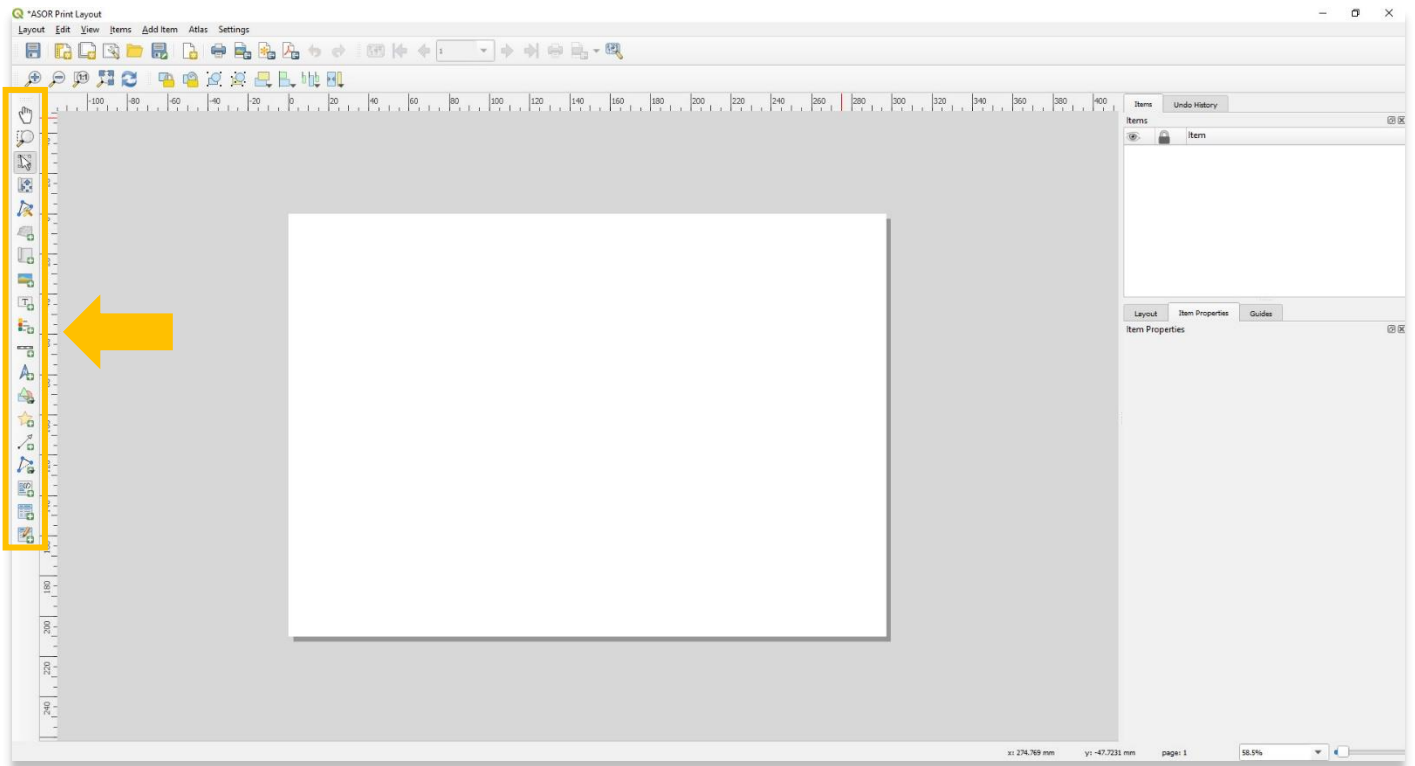 *ASOR Print Layout
Layout Edit View Items Add Item Atlas Settings
1
-100 -80 -60 -40 -20 0 20 40 60 80 100 120 140 160 180 200 220 240 260 280 300 320 340 360 380 400
Items Undo History
Items
Item
Layout Item Properties Guides
Item Properties
180
200
220
240
x: 274.769 mm y: -47.7231 mm page: 1 58.5%